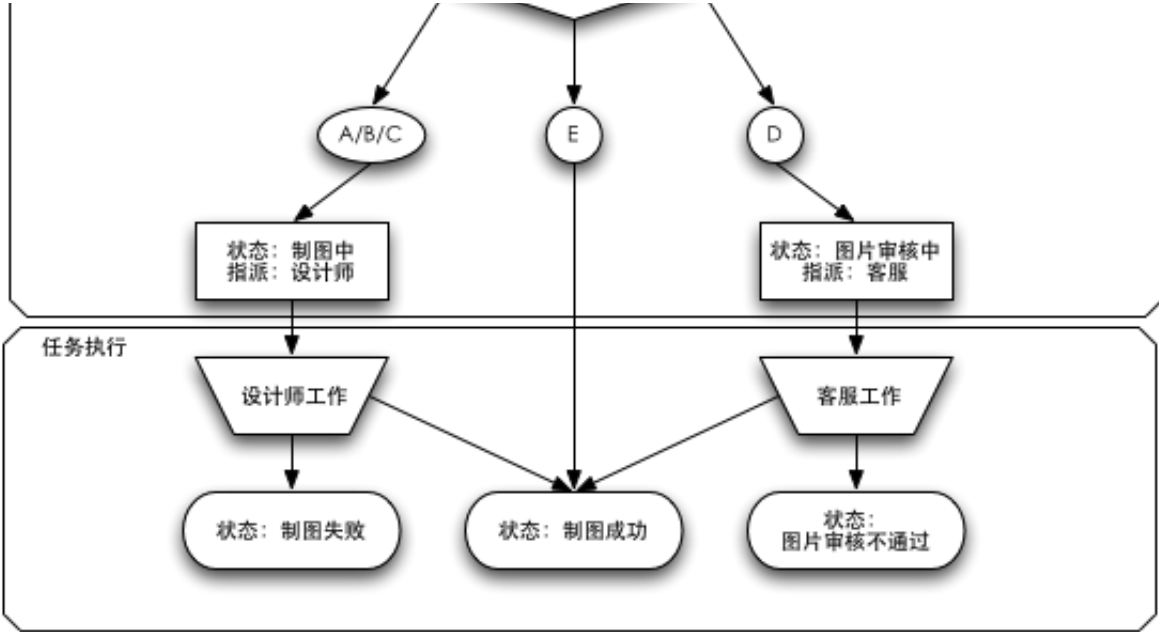 A/B/C
E
D
状态：制图中
指派：设计师
状态：图片审核中
指派：客服
任务执行
设计师工作
客服工作
状态：制图失败
状态：制图成功
状态：
图片审核不通过